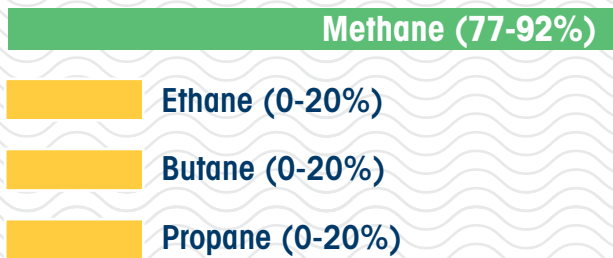 Methane (77-92%)
Ethane (0-20%)
Butane (0-20%)
Propane (0-20%)